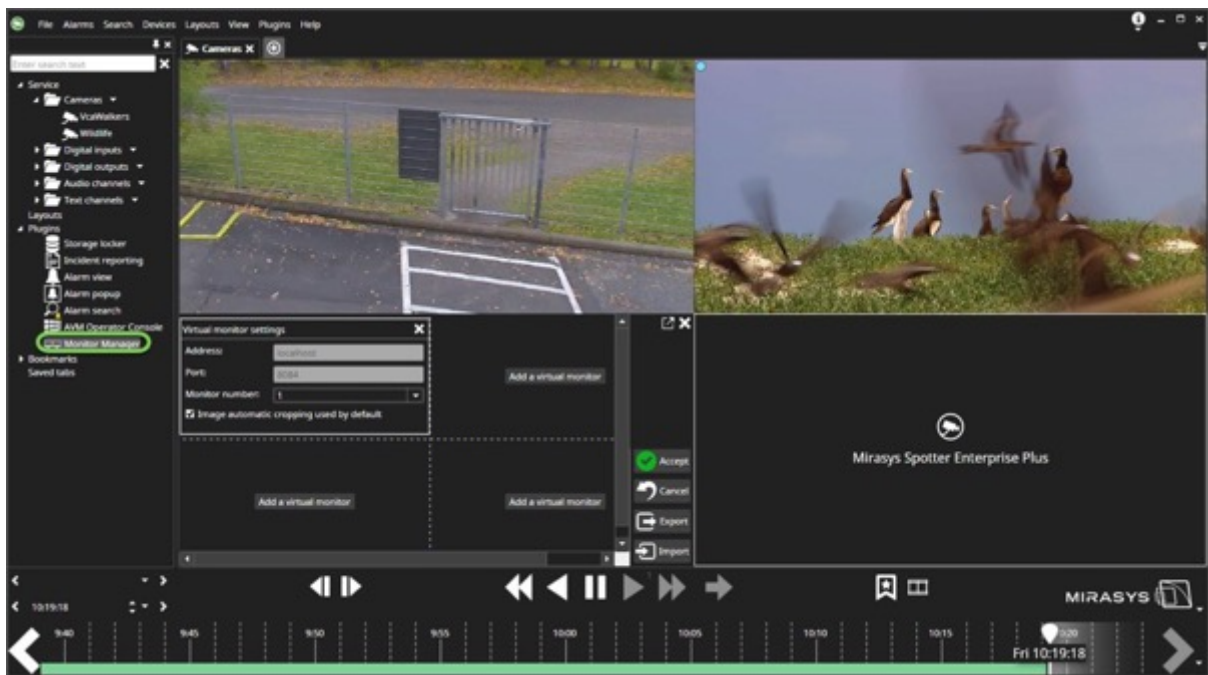 File Alarms Search Devices Layouts View Plugins Help
Cameras
Enter search text
Service
Cameras
VcaWalkers
Wildlife
Digital inputs
Digital outputs
Audio channels
Text channels
Layouts
Plugins
Storage locker
Incident reporting
Alarm view
Alarm popup
Alarm search
AVM Operator Console
Monitor Manager
Bookmarks
Saved tabs
Virtual monitor settings
Address: localhost
Port: 8084
Monitor number: 1
Image automatic cropping used by default
Add a virtual monitor
Add a virtual monitor
Add a virtual monitor
Accept
Cancel
Export
Import
Mirasys Spotter Enterprise Plus
10:19:18
MIRASYS
9:40 9:45 9:50 9:55 10:00 10:05 10:10 10:15 10:20
Fri 10:19:18